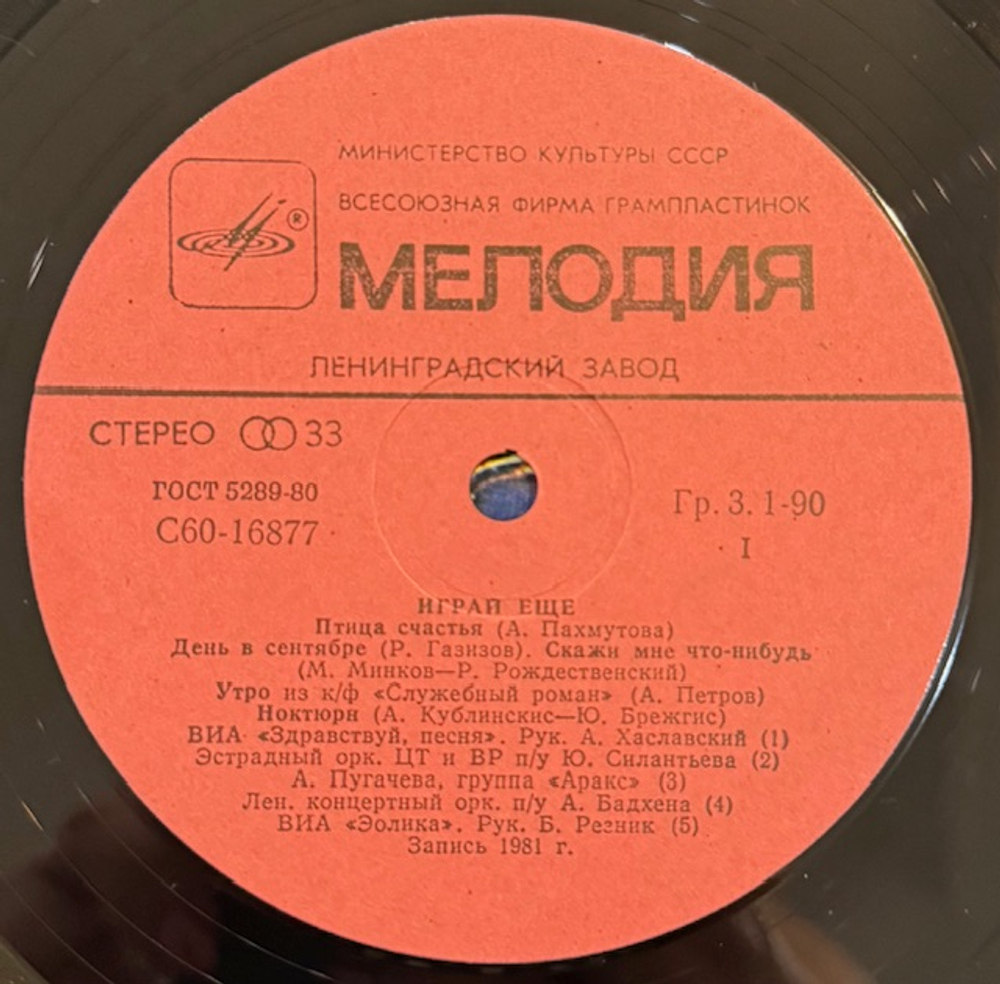 МИНИСТЕРСТВО КУЛЬТУРЫ СССР
ВСЕСОЮЗНАЯ ФИРМА ГРАМПЛАСТИНОК
®
МЕЛОДИЯ
ЛЕНИНГРАДСКИЙ ЗАВОД
СТЕРЕО 33
ГОСТ 5289-80
Гр. 3. 1-90
С60-16877
I
ИГРАЙ ЕЩЕ
Птица счастья (А. Пахмутова)
День в сентябре (Р. Газизов). Скажи мне что-нибудь
(М. Минков—Р. Рождественский)
Утро из к/ф «Служебный роман» (А. Петров)
Ноктюрн (А. Кублинскис—Ю. Брежгис)
ВИА «Здравствуй, песня». Рук. А. Хаславский (1)
Эстрадный орк. ЦТ и ВР п/у Ю. Силантьева (2)
А. Пугачева, группа «Аракс» (3)
Лен. концертный орк. п/у А. Бадхена (4)
ВИА «Эолика». Рук. Б. Резник (5)
Запись 1981 г.